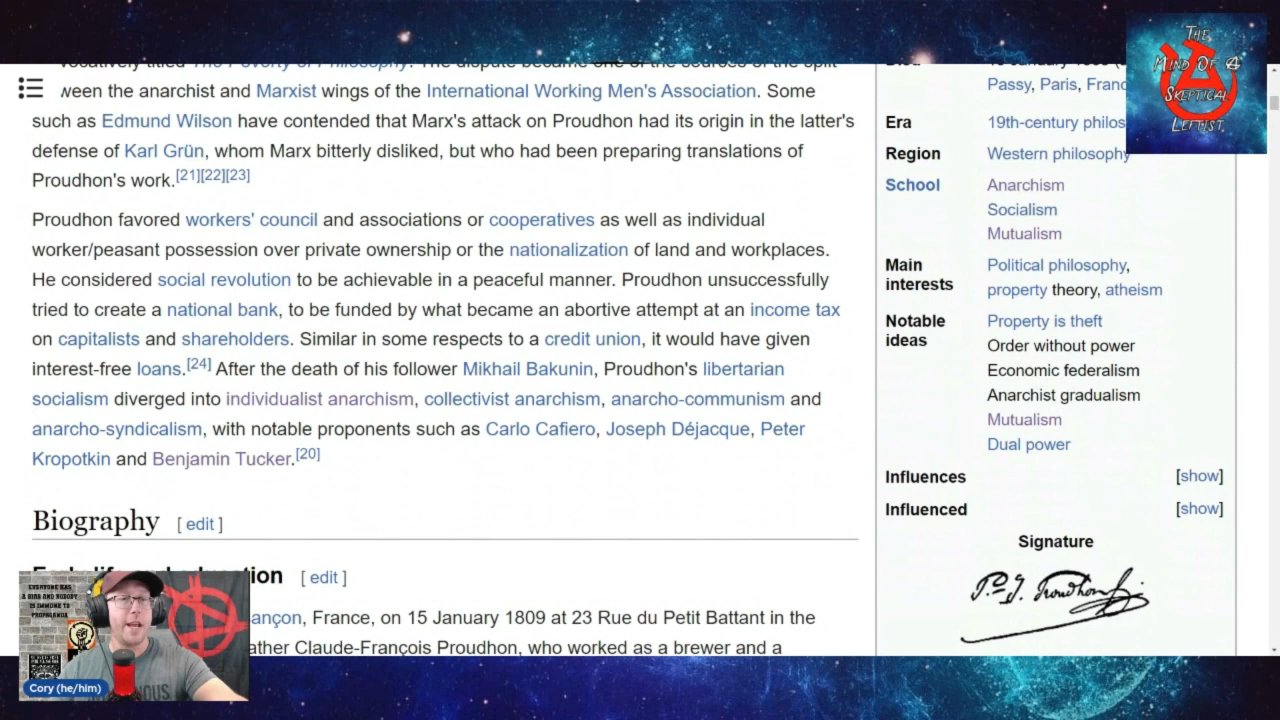 THE
MIND OF A
SKEPTICAL
LEFTIST
ween the anarchist and Marxist wings of the International Working Men's Association. Some
such as Edmund Wilson have contended that Marx's attack on Proudhon had its origin in the latter's
defense of Karl Grün, whom Marx bitterly disliked, but who had been preparing translations of
Proudhon's work.[21][22][23]
Proudhon favored workers' council and associations or cooperatives as well as individual
worker/peasant possession over private ownership or the nationalization of land and workplaces.
He considered social revolution to be achievable in a peaceful manner. Proudhon unsuccessfully
tried to create a national bank, to be funded by what became an abortive attempt at an income tax
on capitalists and shareholders. Similar in some respects to a credit union, it would have given
interest-free loans.[24] After the death of his follower Mikhail Bakunin, Proudhon's libertarian
socialism diverged into individualist anarchism, collectivist anarchism, anarcho-communism and
anarcho-syndicalism, with notable proponents such as Carlo Cafiero, Joseph Déjacque, Peter
Kropotkin and Benjamin Tucker.[20]
Biography [ edit ]
[ edit ]
ançon, France, on 15 January 1809 at 23 Rue du Petit Battant in the
ather Claude-François Proudhon, who worked as a brewer and a
Passy, Paris, Franc
Era 19th-century philos
Region Western philosophy
School Anarchism
Socialism
Mutualism
Main interests Political philosophy,
property theory, atheism
Notable ideas Property is theft
Order without power
Economic federalism
Anarchist gradualism
Mutualism
Dual power
Influences [show]
Influenced [show]
Signature
P. J. Proudhon
EVERYONE HAS
A BIAS AND NOBODY
IS IMMUNE TO
PROPAGANDA
Cory (he/him)